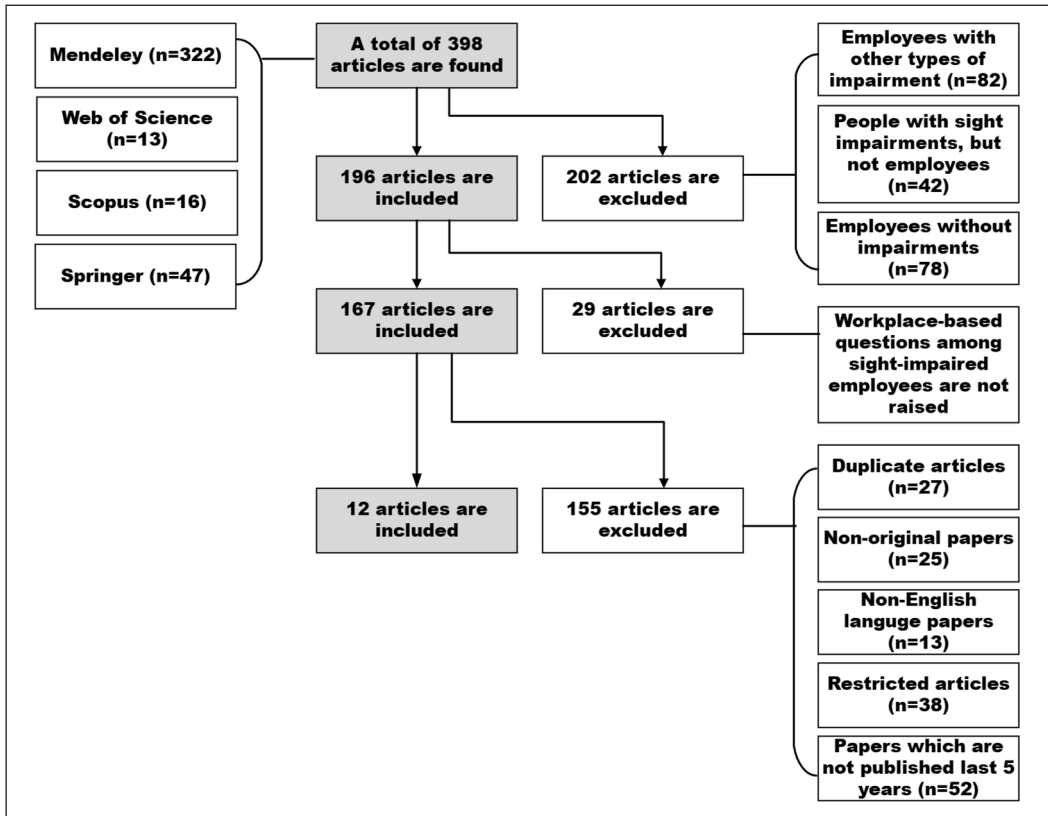 Mendeley (n=322)
Web of Science
(n=13)
Scopus (n=16)
Springer (n=47)
A total of 398
articles are found
Employees with
other types of
impairment (n=82)
People with sight
impairments, but
not employees
(n=42)
Employees without
impairments
(n=78)
196 articles are
included
202 articles are
excluded
167 articles are
included
29 articles are
excluded
Workplace-based
questions among
sight-impaired
employees are not
raised
12 articles are
included
155 articles are
excluded
Duplicate articles
(n=27)
Non-original papers
(n=25)
Non-English
languge papers
(n=13)
Restricted articles
(n=38)
Papers which are
not published last 5
years (n=52)